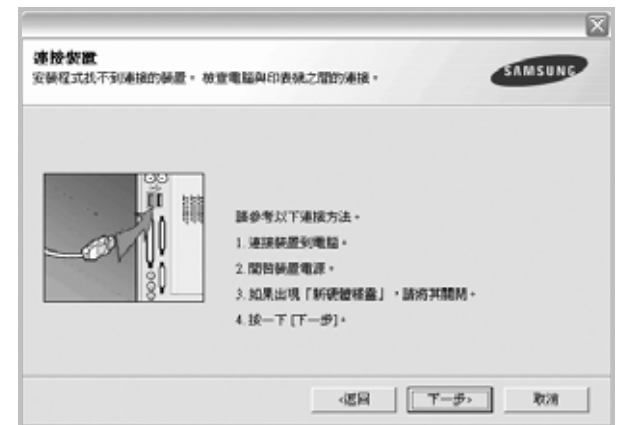 連接裝置
安裝程式找不到連接的裝置。 檢查電腦與印表機之間的連接。
SAMSUNG
請參考以下連接方法。
1. 連接裝置到電腦。
2. 開啟裝置電源。
3. 如果出現「新硬體精靈」，請將其關閉。
4. 按一下 [下一步]。
<返回
下一步>
取消